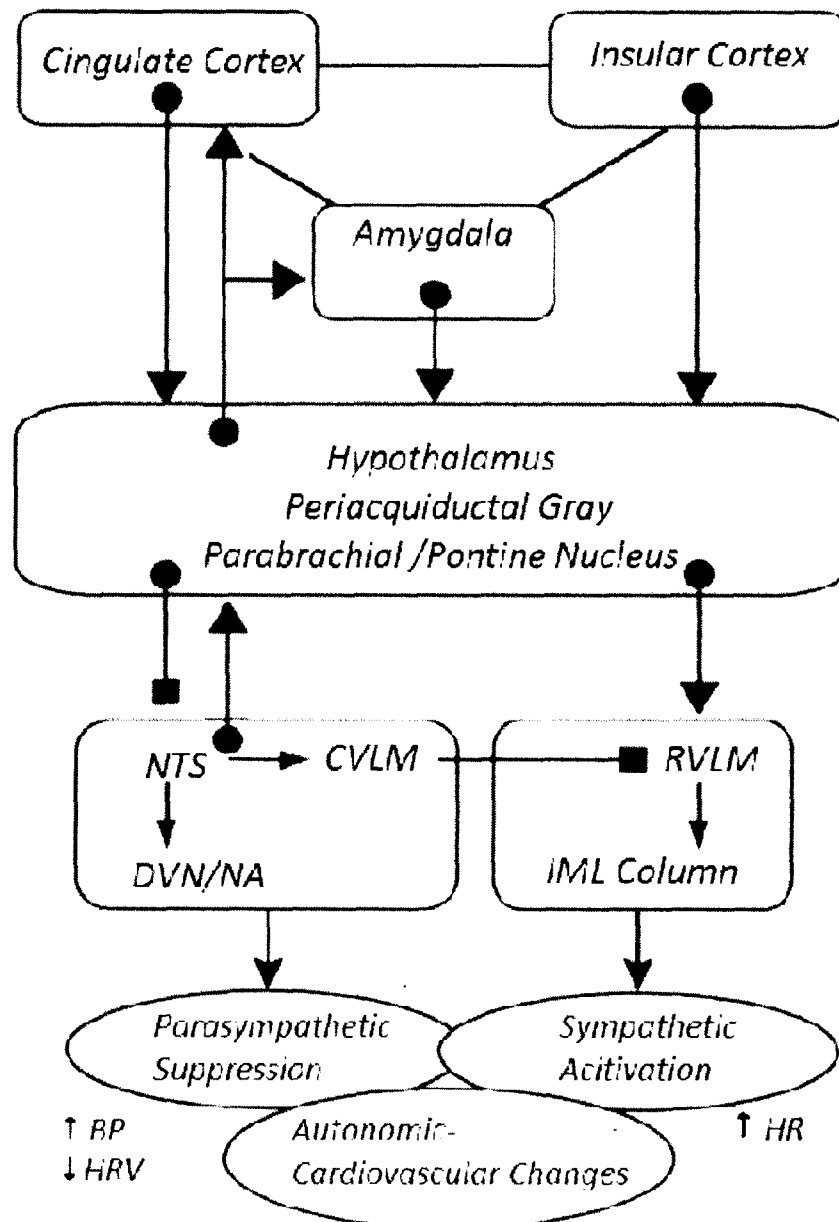 Cingulate Cortex
Insular Cortex
Amygdala
Hypothalamus
Periacquiductal Gray
Parabrachial /Pontine Nucleus
NTS
CVLM
RVLM
DVN/NA
IML Column
Parasympathetic
Suppression
Sympathetic
Acitivation
↑ BP
↓ HRV
Autonomic-
Cardiovascular Changes
↑ HR